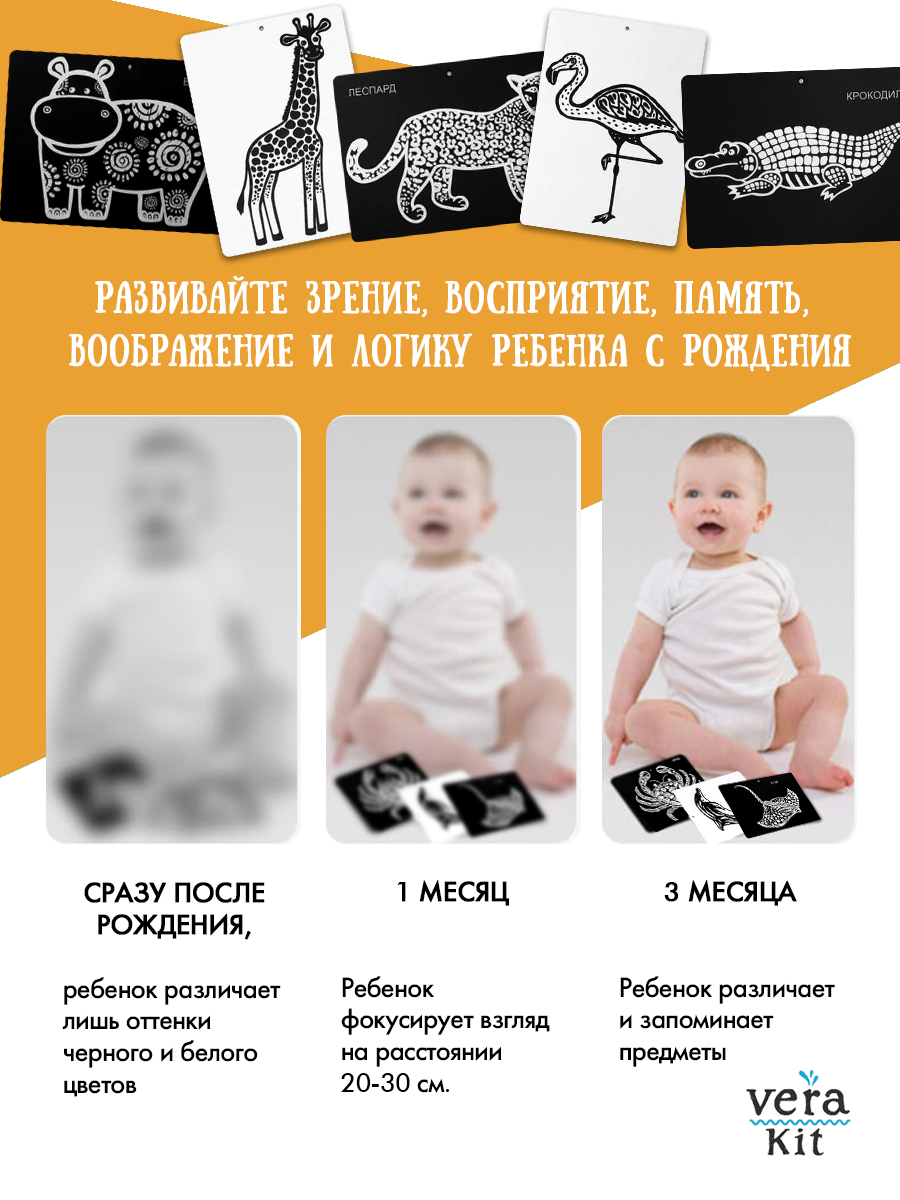 ЛЕОПАРД
КРОКОДИЛ
РАЗВИВАЙТЕ ЗРЕНИЕ, ВОСПРИЯТИЕ, ПАМЯТЬ,
ВООБРАЖЕНИЕ И ЛОГИКУ РЕБЕНКА С РОЖДЕНИЯ
СРАЗУ ПОСЛЕ
РОЖДЕНИЯ,
ребенок различает
лишь оттенки
черного и белого
цветов
1 МЕСЯЦ
Ребенок
фокусирует взгляд
на расстоянии
20-30 см.
3 МЕСЯЦА
Ребенок различает
и запоминает
предметы
vera
Kit